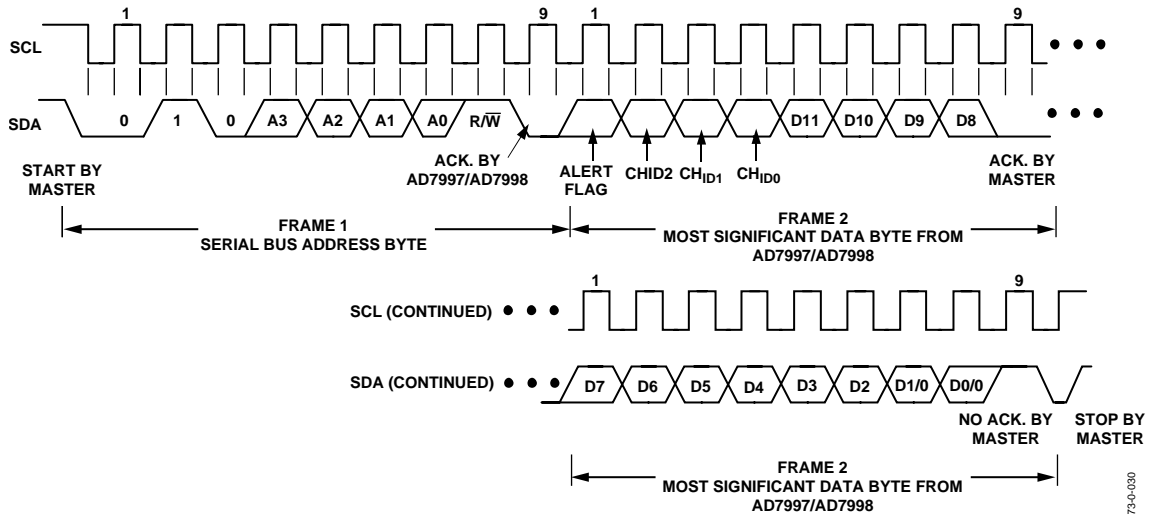 1 9 1 9
SCL
SDA 0 1 0 A3 A2 A1 A0 R/W̅ D11 D10 D9 D8
START BY
MASTER
ACK. BY
AD7997/AD7998
ALERT
FLAG
CHID2 CHID1 CHID0
ACK. BY
MASTER
FRAME 1
SERIAL BUS ADDRESS BYTE
FRAME 2
MOST SIGNIFICANT DATA BYTE FROM
AD7997/AD7998
1 9
SCL (CONTINUED)
SDA (CONTINUED) D7 D6 D5 D4 D3 D2 D1/0 D0/0
NO ACK. BY
MASTER
STOP BY
MASTER
FRAME 2
MOST SIGNIFICANT DATA BYTE FROM
AD7997/AD7998
73-0-030